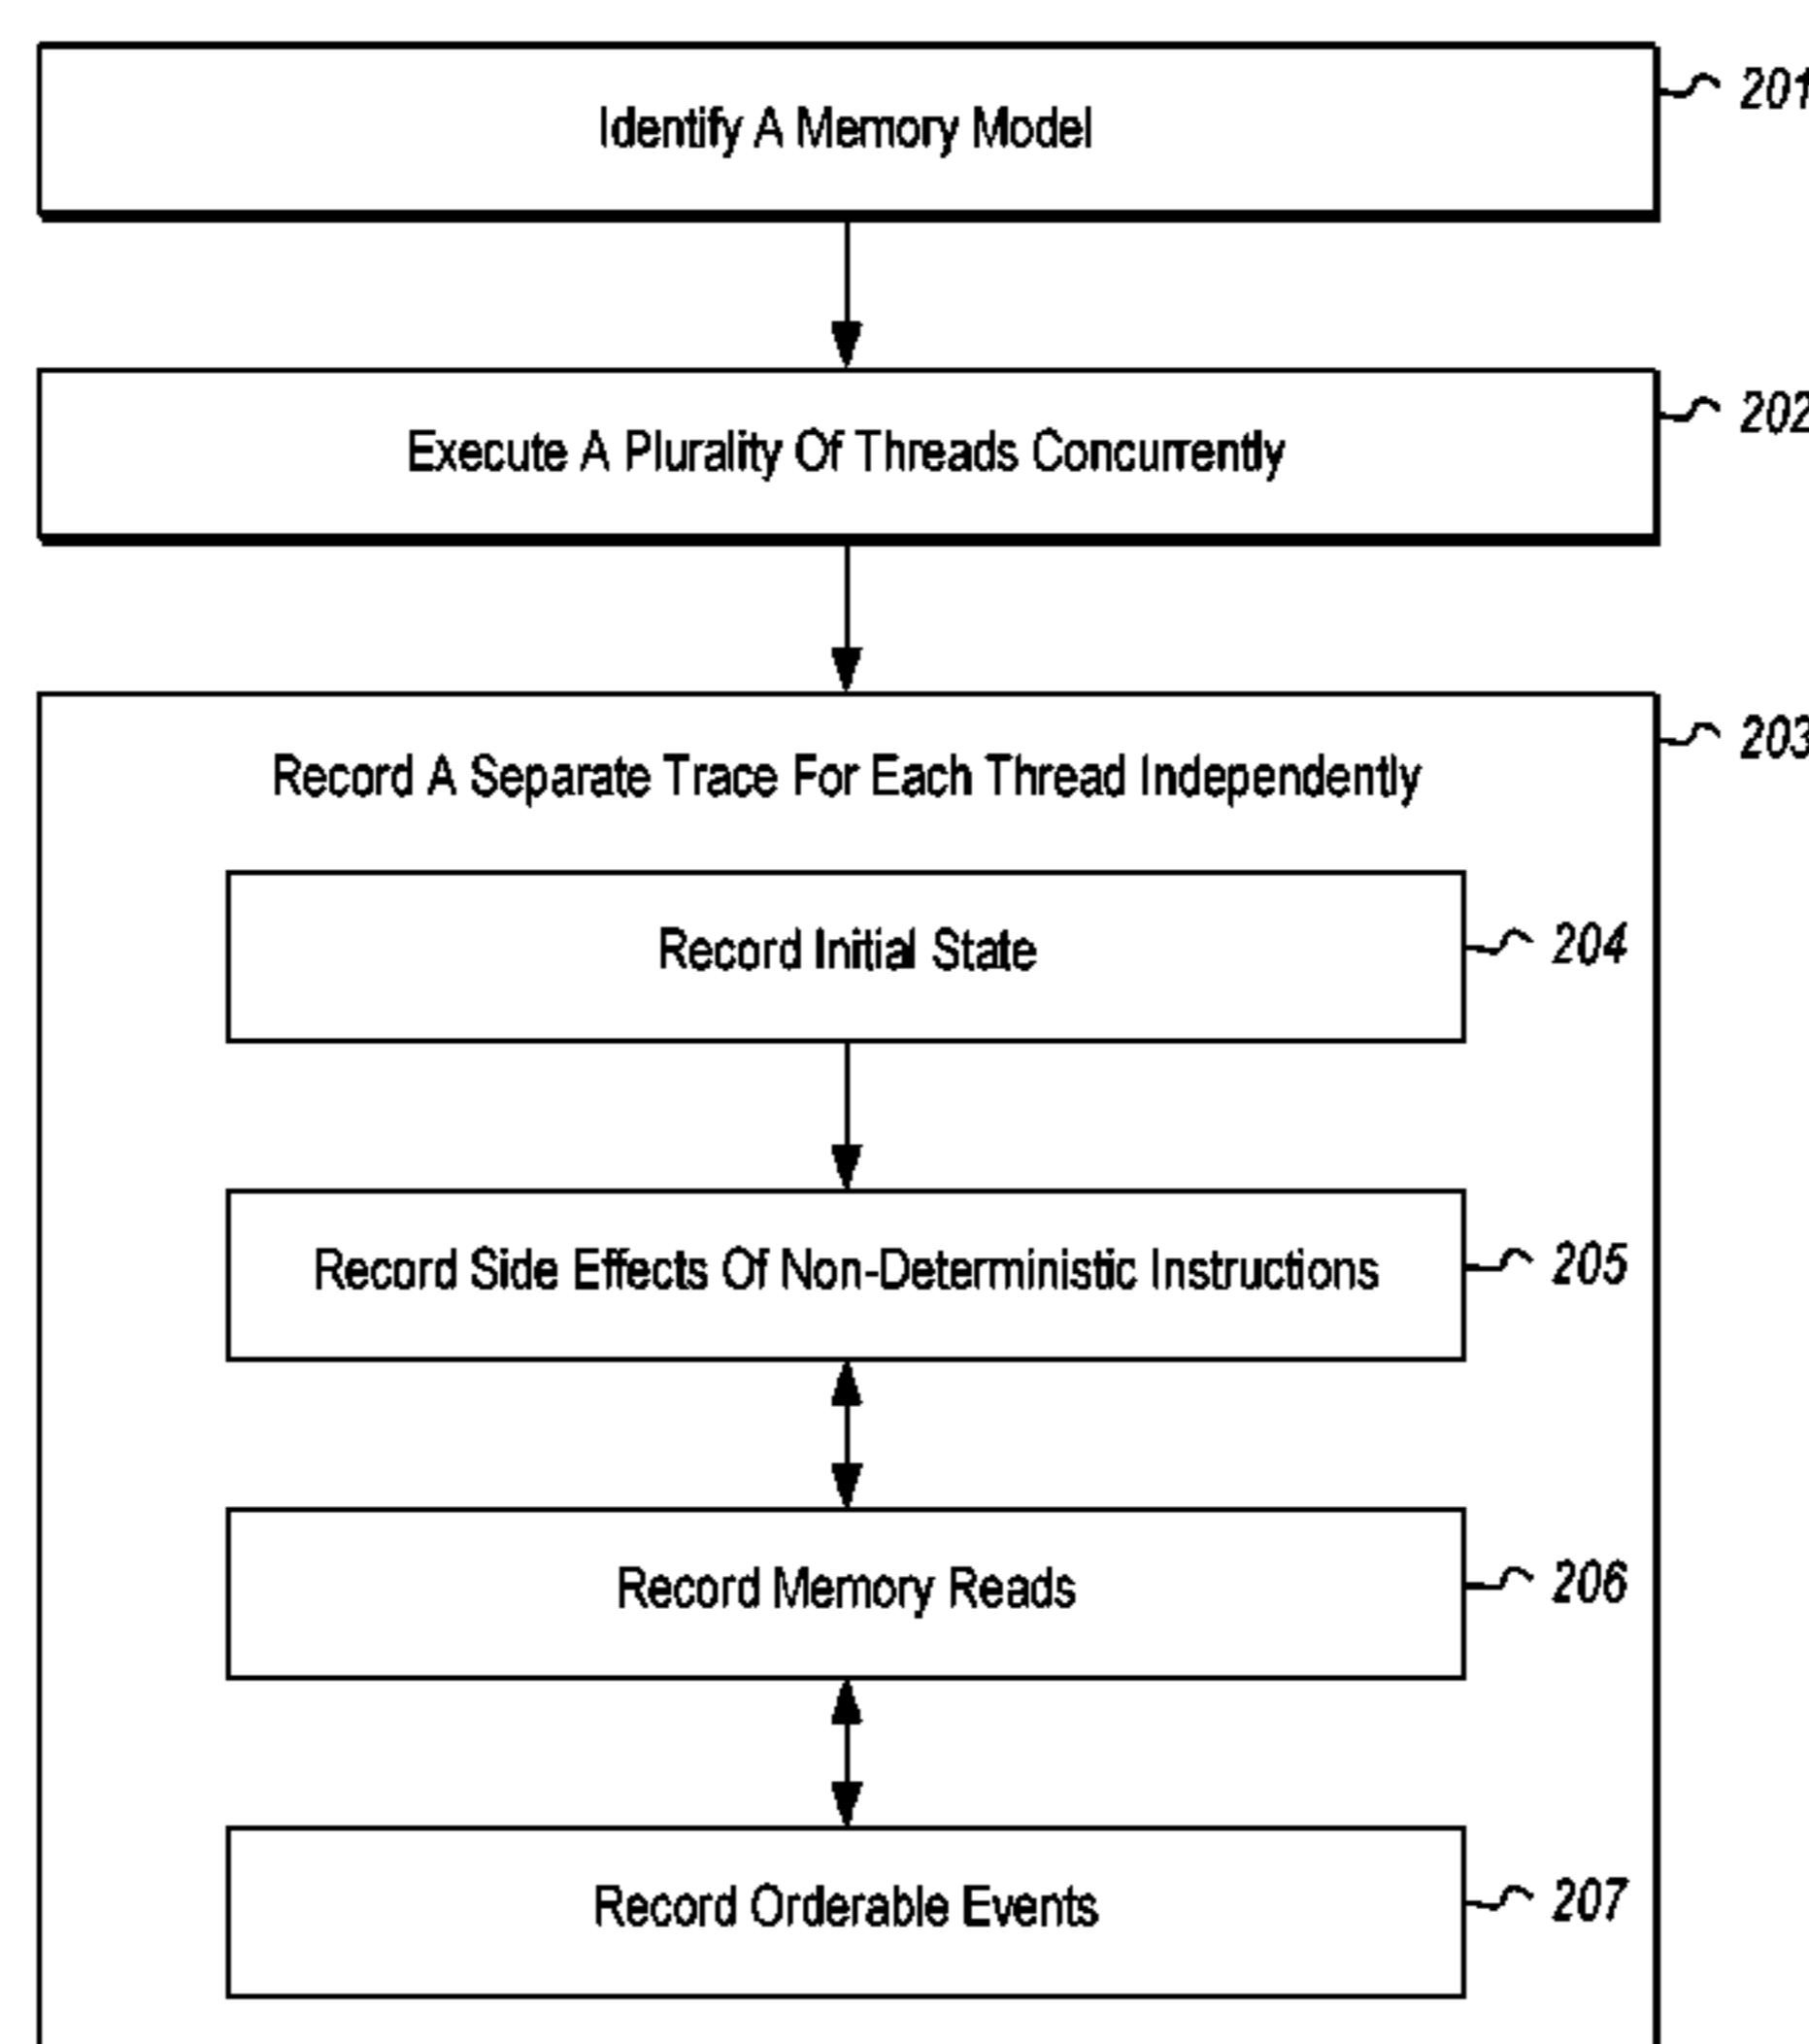 Identify A Memory Model
201
Execute A Plurality Of Threads Concurrently
202
Record A Separate Trace For Each Thread Independently
203
Record Initial State
204
Record Side Effects Of Non-Deterministic Instructions
205
Record Memory Reads
206
Record Orderable Events
207